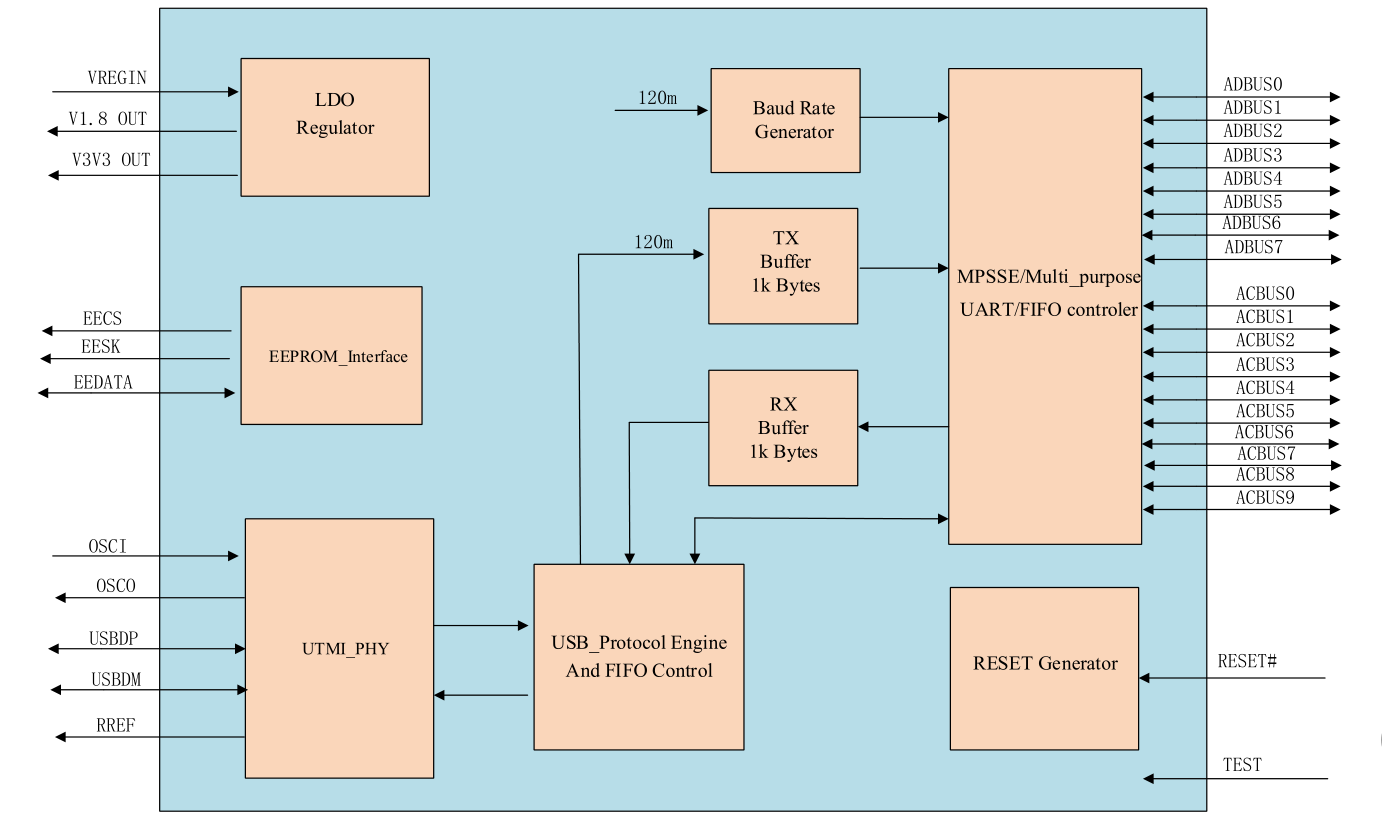 VREGIN
V1.8 OUT
V3V3 OUT
LDO
Regulator
120m
Baud Rate
Generator
ADBUS0
ADBUS1
ADBUS2
ADBUS3
ADBUS4
ADBUS5
ADBUS6
ADBUS7
120m
TX
Buffer
1k Bytes
MPSSE/Multi_purpose
UART/FIFO controler
ACBUS0
ACBUS1
ACBUS2
ACBUS3
ACBUS4
ACBUS5
ACBUS6
ACBUS7
ACBUS8
ACBUS9
EECS
EESK
EEDATA
EEPROM_Interface
RX
Buffer
1k Bytes
OSCI
OSCO
USBDP
USBDM
RREF
UTMI_PHY
USB_Protocol Engine
And FIFO Control
RESET Generator
RESET#
TEST